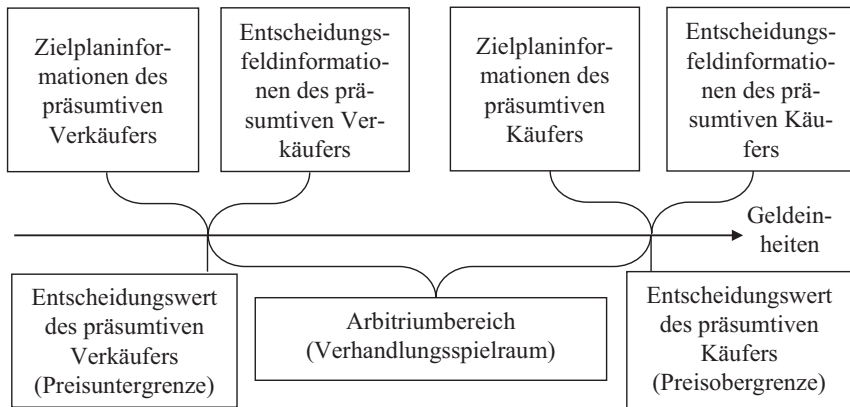 Zielplaninfor-
mationen des
präsumtiven
Verkäufers
Entscheidungs-
feldinformatio-
nen des prä-
sumtiven Ver-
käufers
Zielplaninfor-
mationen des
präsumtiven
Käufers
Entscheidungs-
feldinformatio-
nen des prä-
sumtiven Käu-
fers
Geldein-
heiten
Entscheidungswert
des präsumtiven
Verkäufers
(Preisuntergrenze)
Arbitriumbereich
(Verhandlungsspielraum)
Entscheidungswert
des präsumtiven
Käufers
(Preisobergrenze)